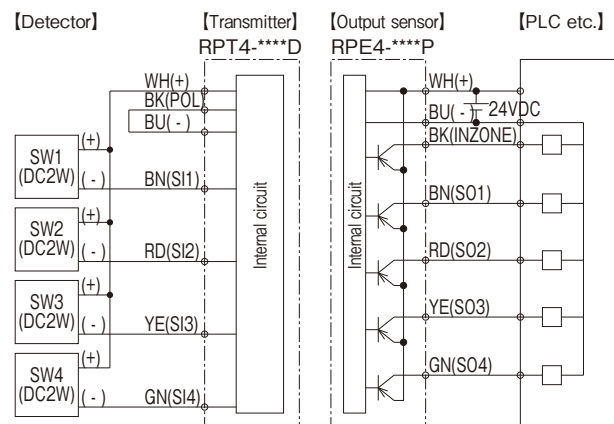 【Detector】 【Transmitter】 【Output sensor】 【PLC etc.】
RPT4-****D RPE4-****P
WH(+)
BK(POL)
BU( - )
SW1
(DC2W)
(+)
( - )
BN(SI1)
SW2
(DC2W)
(+)
( - )
RD(SI2)
SW3
(DC2W)
(+)
( - )
YE(SI3)
SW4
(DC2W)
(+)
( - )
GN(SI4)
Internal circuit
Internal circuit
WH(+)
BU( - )
24VDC
BK(INZONE)
BN(SO1)
RD(SO2)
YE(SO3)
GN(SO4)